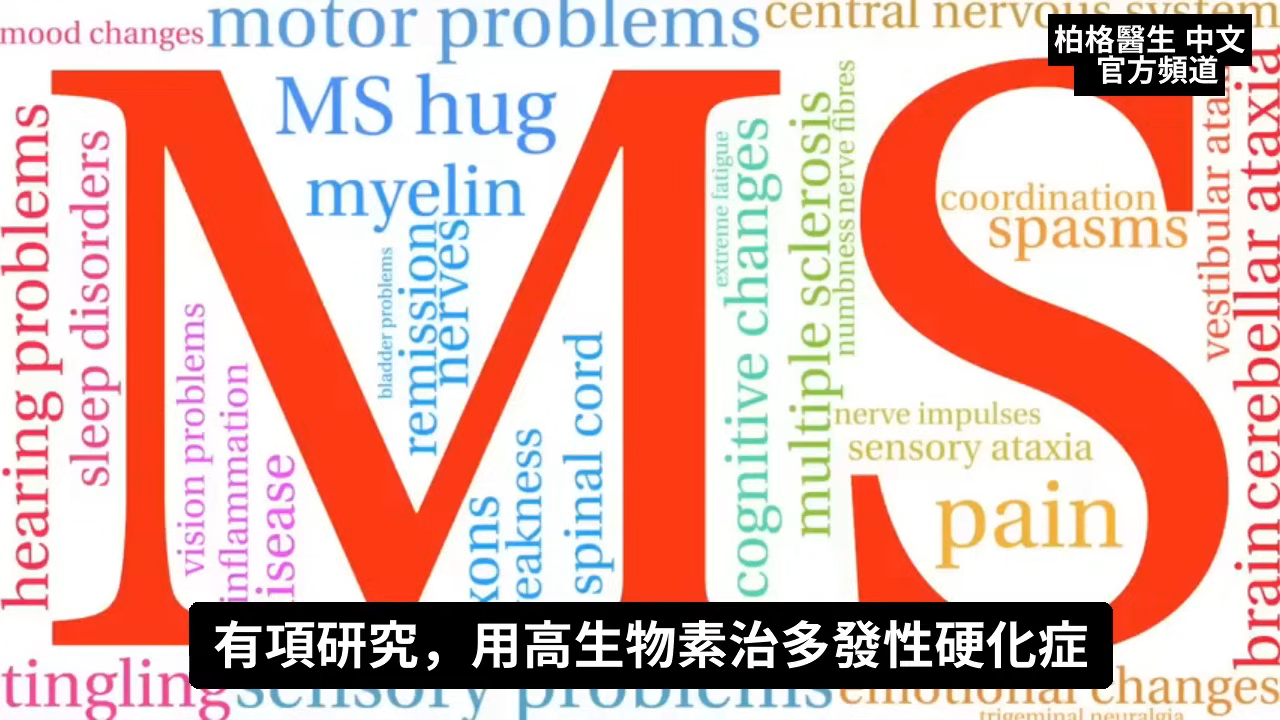 mood changes
motor problems
central nervous system
柏格醫生 中文
官方頻道
MS
MS hug
myelin
hearing problems
sleep disorders
vision problems
inflammation
bladder problems
remission
nerves
spinal cord
extreme fatigue
cognitive changes
multiple sclerosis
nerve fibres
numbness
coordination
spasms
vestibular
cerebellar ataxia
brain
nerve impulses
sensory ataxia
pain
有項研究，用高生物素治多發性硬化症
tingling
sensory problems
emotional changes
trigeminal neuralgia